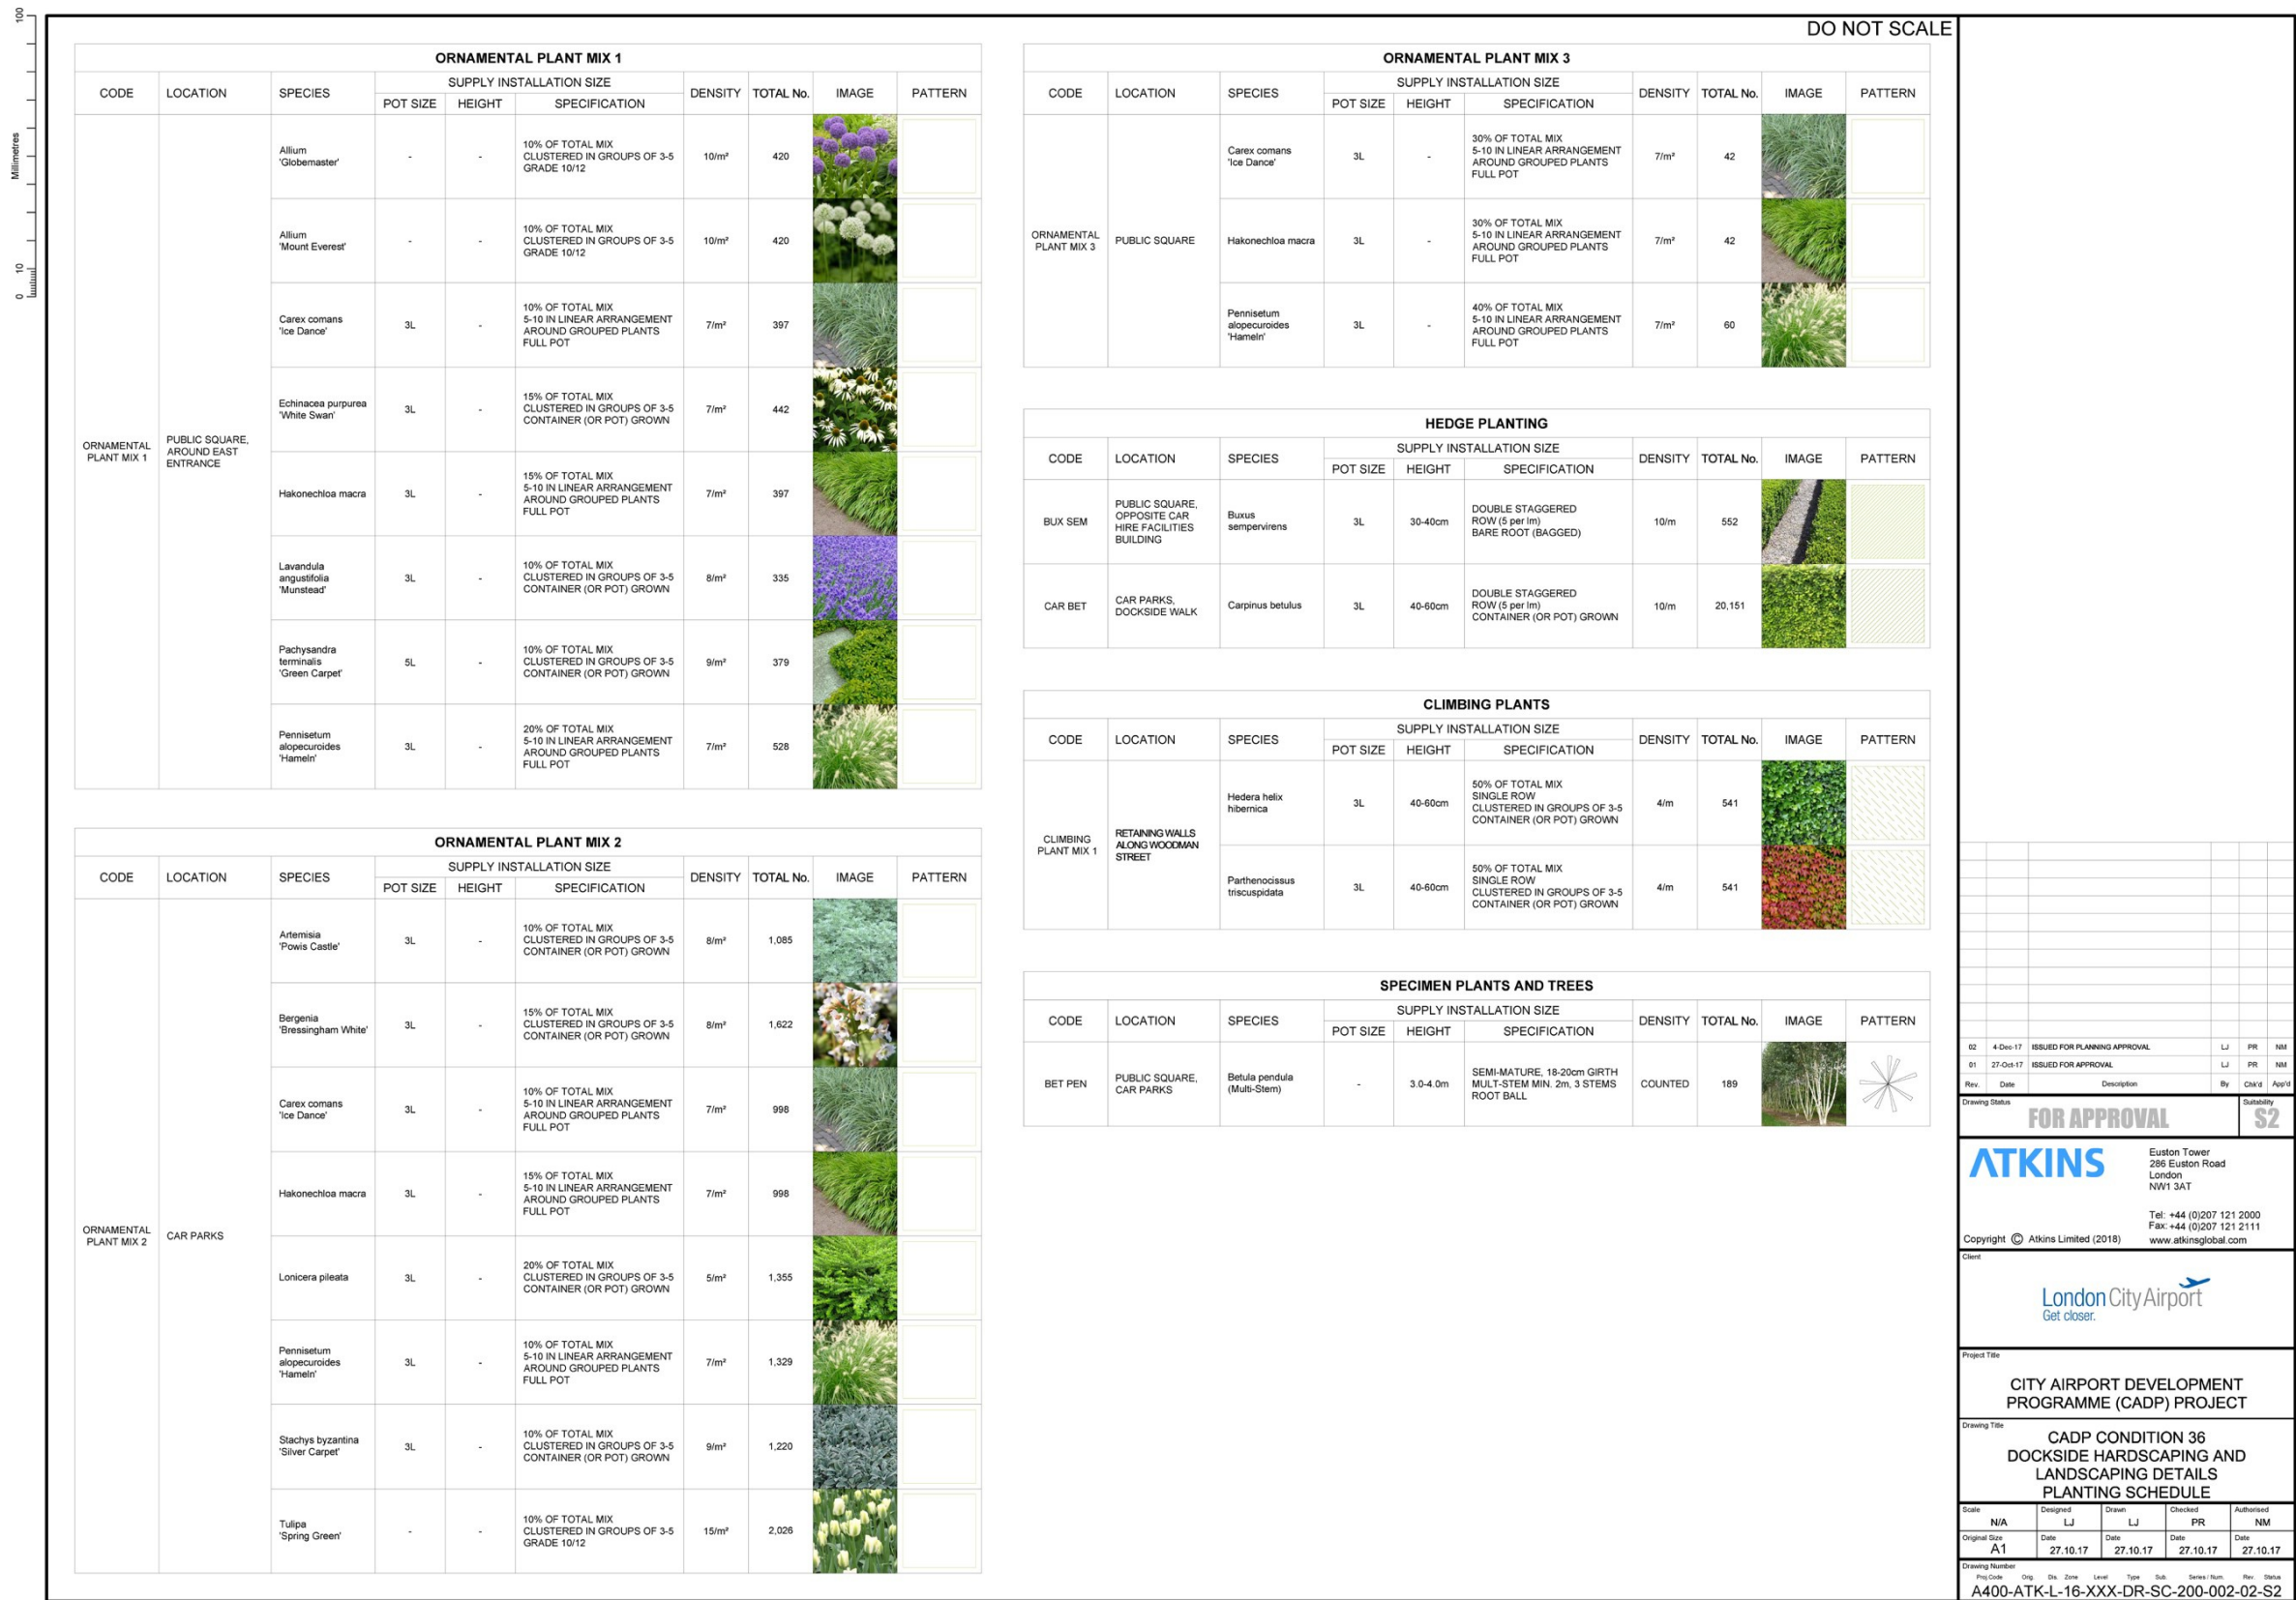 DO NOT SCALE
100
Millimetres
10
0
ORNAMENTAL PLANT MIX 1
CODE LOCATION SPECIES SUPPLY INSTALLATION SIZE DENSITY TOTAL No. IMAGE PATTERN
POT SIZE HEIGHT SPECIFICATION
ORNAMENTAL
PLANT MIX 1
PUBLIC SQUARE,
AROUND EAST
ENTRANCE
Allium
'Globemaster'
- -
10% OF TOTAL MIX
CLUSTERED IN GROUPS OF 3-5
GRADE 10/12
10/m² 420
Allium
'Mount Everest'
- -
10% OF TOTAL MIX
CLUSTERED IN GROUPS OF 3-5
GRADE 10/12
10/m² 420
Carex comans
'Ice Dance'
3L -
10% OF TOTAL MIX
5-10 IN LINEAR ARRANGEMENT
AROUND GROUPED PLANTS
FULL POT
7/m² 397
Echinacea purpurea
'White Swan'
3L -
15% OF TOTAL MIX
CLUSTERED IN GROUPS OF 3-5
CONTAINER (OR POT) GROWN
7/m² 442
Hakonechloa macra
3L -
15% OF TOTAL MIX
5-10 IN LINEAR ARRANGEMENT
AROUND GROUPED PLANTS
FULL POT
7/m² 397
Lavandula
angustifolia
'Munstead'
3L -
10% OF TOTAL MIX
CLUSTERED IN GROUPS OF 3-5
CONTAINER (OR POT) GROWN
8/m² 335
Pachysandra
terminalis
'Green Carpet'
5L -
10% OF TOTAL MIX
CLUSTERED IN GROUPS OF 3-5
CONTAINER (OR POT) GROWN
9/m² 379
Pennisetum
alopecuroides
'Hameln'
3L -
20% OF TOTAL MIX
5-10 IN LINEAR ARRANGEMENT
AROUND GROUPED PLANTS
FULL POT
7/m² 528
ORNAMENTAL PLANT MIX 2
CODE LOCATION SPECIES SUPPLY INSTALLATION SIZE DENSITY TOTAL No. IMAGE PATTERN
POT SIZE HEIGHT SPECIFICATION
ORNAMENTAL
PLANT MIX 2
CAR PARKS
Artemisia
'Powis Castle'
3L -
10% OF TOTAL MIX
CLUSTERED IN GROUPS OF 3-5
CONTAINER (OR POT) GROWN
8/m² 1,085
Bergenia
'Bressingham White'
3L -
15% OF TOTAL MIX
CLUSTERED IN GROUPS OF 3-5
CONTAINER (OR POT) GROWN
8/m² 1,622
Carex comans
'Ice Dance'
3L -
10% OF TOTAL MIX
5-10 IN LINEAR ARRANGEMENT
AROUND GROUPED PLANTS
FULL POT
7/m² 998
Hakonechloa macra
3L -
15% OF TOTAL MIX
5-10 IN LINEAR ARRANGEMENT
AROUND GROUPED PLANTS
FULL POT
7/m² 998
Lonicera pileata
3L -
20% OF TOTAL MIX
CLUSTERED IN GROUPS OF 3-5
CONTAINER (OR POT) GROWN
5/m² 1,355
Pennisetum
alopecuroides
'Hameln'
3L -
10% OF TOTAL MIX
5-10 IN LINEAR ARRANGEMENT
AROUND GROUPED PLANTS
FULL POT
7/m² 1,329
Stachys byzantina
'Silver Carpet'
3L -
10% OF TOTAL MIX
CLUSTERED IN GROUPS OF 3-5
CONTAINER (OR POT) GROWN
9/m² 1,220
Tulipa
'Spring Green'
- -
10% OF TOTAL MIX
CLUSTERED IN GROUPS OF 3-5
GRADE 10/12
15/m² 2,026
ORNAMENTAL PLANT MIX 3
CODE LOCATION SPECIES SUPPLY INSTALLATION SIZE DENSITY TOTAL No. IMAGE PATTERN
POT SIZE HEIGHT SPECIFICATION
ORNAMENTAL
PLANT MIX 3
PUBLIC SQUARE
Carex comans
'Ice Dance'
3L -
30% OF TOTAL MIX
5-10 IN LINEAR ARRANGEMENT
AROUND GROUPED PLANTS
FULL POT
7/m² 42
Hakonechloa macra
3L -
30% OF TOTAL MIX
5-10 IN LINEAR ARRANGEMENT
AROUND GROUPED PLANTS
FULL POT
7/m² 42
Pennisetum
alopecuroides
'Hameln'
3L -
40% OF TOTAL MIX
5-10 IN LINEAR ARRANGEMENT
AROUND GROUPED PLANTS
FULL POT
7/m² 60
HEDGE PLANTING
CODE LOCATION SPECIES SUPPLY INSTALLATION SIZE DENSITY TOTAL No. IMAGE PATTERN
POT SIZE HEIGHT SPECIFICATION
BUX SEM
PUBLIC SQUARE,
OPPOSITE CAR
HIRE FACILITIES
BUILDING
Buxus
sempervirens
3L 30-40cm
DOUBLE STAGGERED
ROW (5 per lm)
BARE ROOT (BAGGED)
10/m 552
CAR BET
CAR PARKS,
DOCKSIDE WALK
Carpinus betulus
3L 40-60cm
DOUBLE STAGGERED
ROW (5 per lm)
CONTAINER (OR POT) GROWN
10/m 20,151
CLIMBING PLANTS
CODE LOCATION SPECIES SUPPLY INSTALLATION SIZE DENSITY TOTAL No. IMAGE PATTERN
POT SIZE HEIGHT SPECIFICATION
CLIMBING
PLANT MIX 1
RETAINING WALLS
ALONG WOODMAN
STREET
Hedera helix
hibernica
3L 40-60cm
50% OF TOTAL MIX
SINGLE ROW
CLUSTERED IN GROUPS OF 3-5
CONTAINER (OR POT) GROWN
4/m 541
Parthenocissus
triscuspidata
3L 40-60cm
50% OF TOTAL MIX
SINGLE ROW
CLUSTERED IN GROUPS OF 3-5
CONTAINER (OR POT) GROWN
4/m 541
SPECIMEN PLANTS AND TREES
CODE LOCATION SPECIES SUPPLY INSTALLATION SIZE DENSITY TOTAL No. IMAGE PATTERN
POT SIZE HEIGHT SPECIFICATION
BET PEN
PUBLIC SQUARE,
CAR PARKS
Betula pendula
(Multi-Stem)
- 3.0-4.0m
SEMI-MATURE, 18-20cm GIRTH
MULT-STEM MIN. 2m, 3 STEMS
ROOT BALL
COUNTED 189
02 4-Dec-17 ISSUED FOR PLANNING APPROVAL LJ PR NM
01 27-Oct-17 ISSUED FOR APPROVAL LJ PR NM
Rev. Date Description By Chk'd App'd
Drawing Status Suitability
FOR APPROVAL S2
ATKINS
Euston Tower
286 Euston Road
London
NW1 3AT
Tel: +44 (0)207 121 2000
Fax: +44 (0)207 121 2111
Copyright © Atkins Limited (2018) www.atkinsglobal.com
Client
London City Airport
Get closer.
Project Title
CITY AIRPORT DEVELOPMENT
PROGRAMME (CADP) PROJECT
Drawing Title
CADP CONDITION 36
DOCKSIDE HARDSCAPING AND
LANDSCAPING DETAILS
PLANTING SCHEDULE
Scale Designed Drawn Checked Authorised
N/A LJ LJ PR NM
Original Size Date Date Date Date
A1 27.10.17 27.10.17 27.10.17 27.10.17
Drawing Number
Proj.Code Orig. Dis. Zone Level Type Sub. Series / Num. Rev. Status
A400-ATK-L-16-XXX-DR-SC-200-002-02-S2